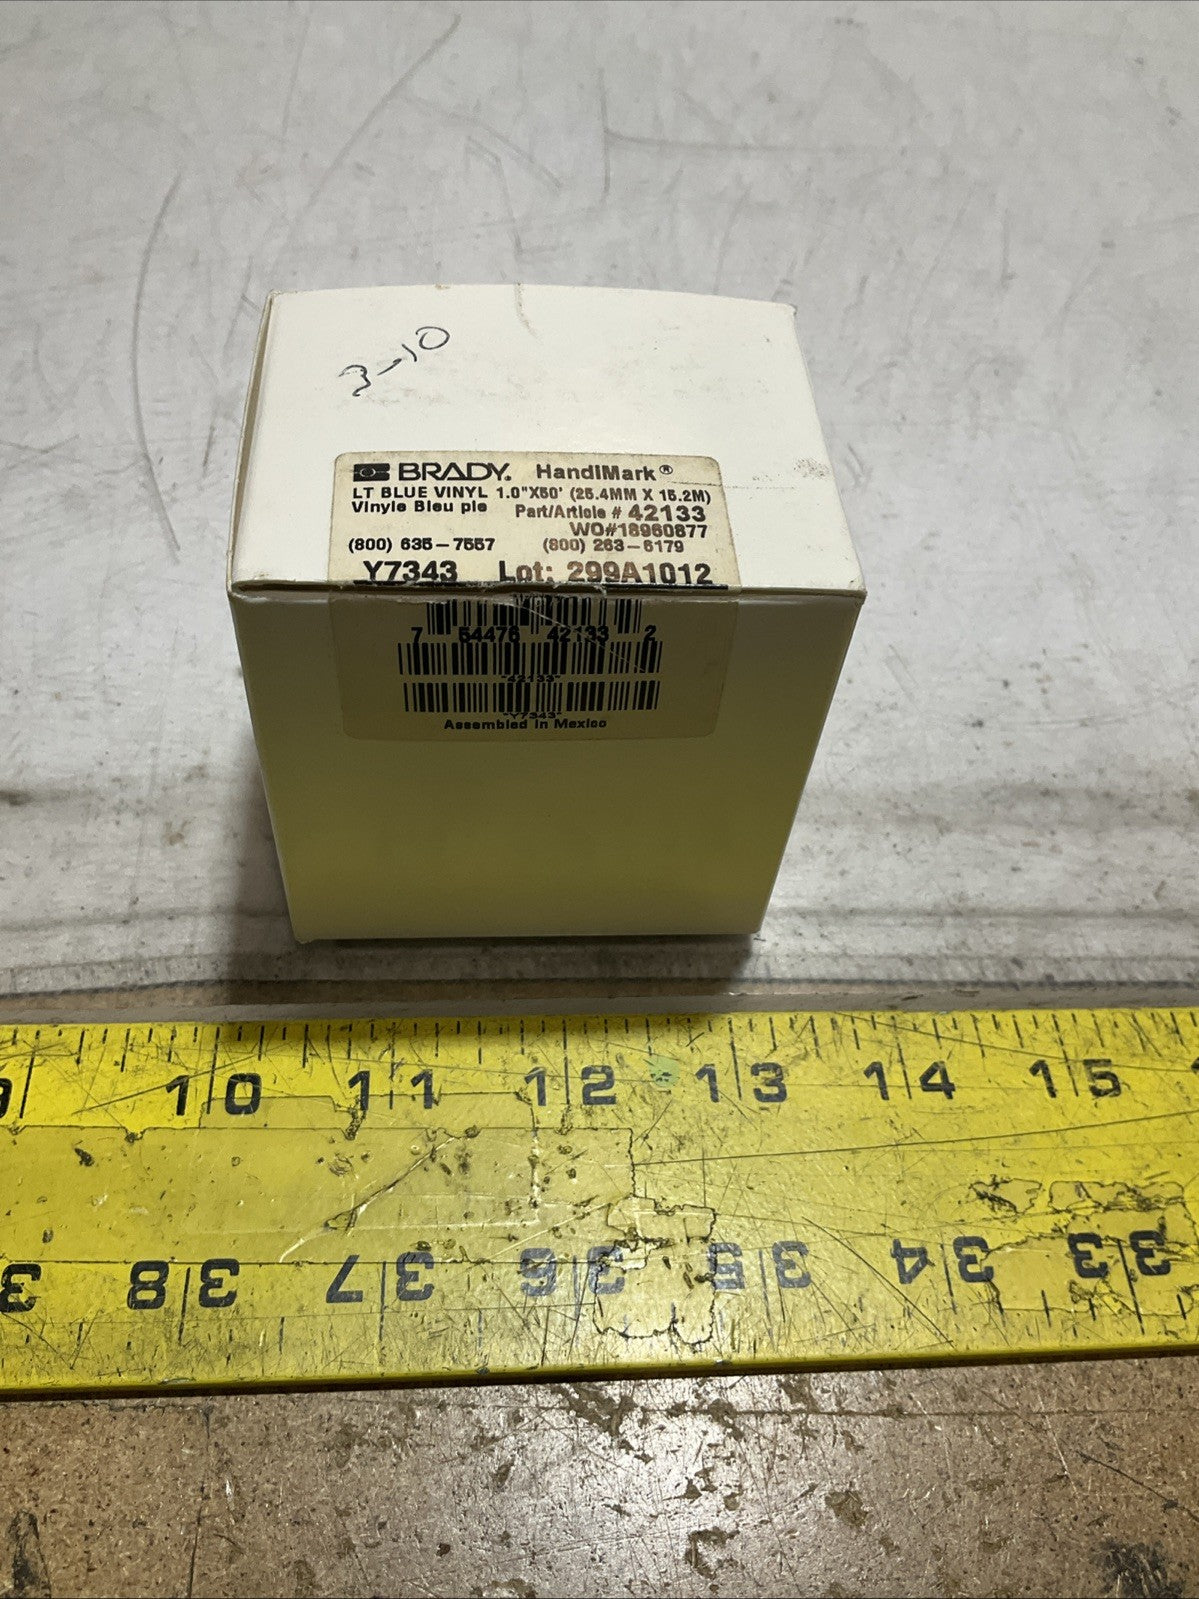 3-10
BRADY. HandiMark®
LT BLUE VINYL 1.0"X50' (25.4MM X 15.2M)
Vinyle Bleu ple Part/Article # 42133
WO#18960877
(800) 635-7557 (800) 263-6179
Y7343 Lot: 299A1012
7 54476 42133 2
"42133"
"Y7343"
Assembled in Mexico
9 10 11 12 13 14 15
38 37 36 35 34 33